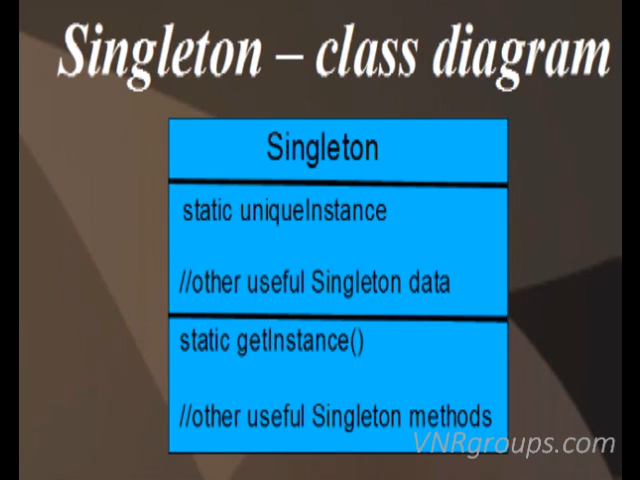 Singleton – class diagram
Singleton
static uniqueInstance
//other useful Singleton data
static getInstance()
//other useful Singleton methods
VNRgroups.com